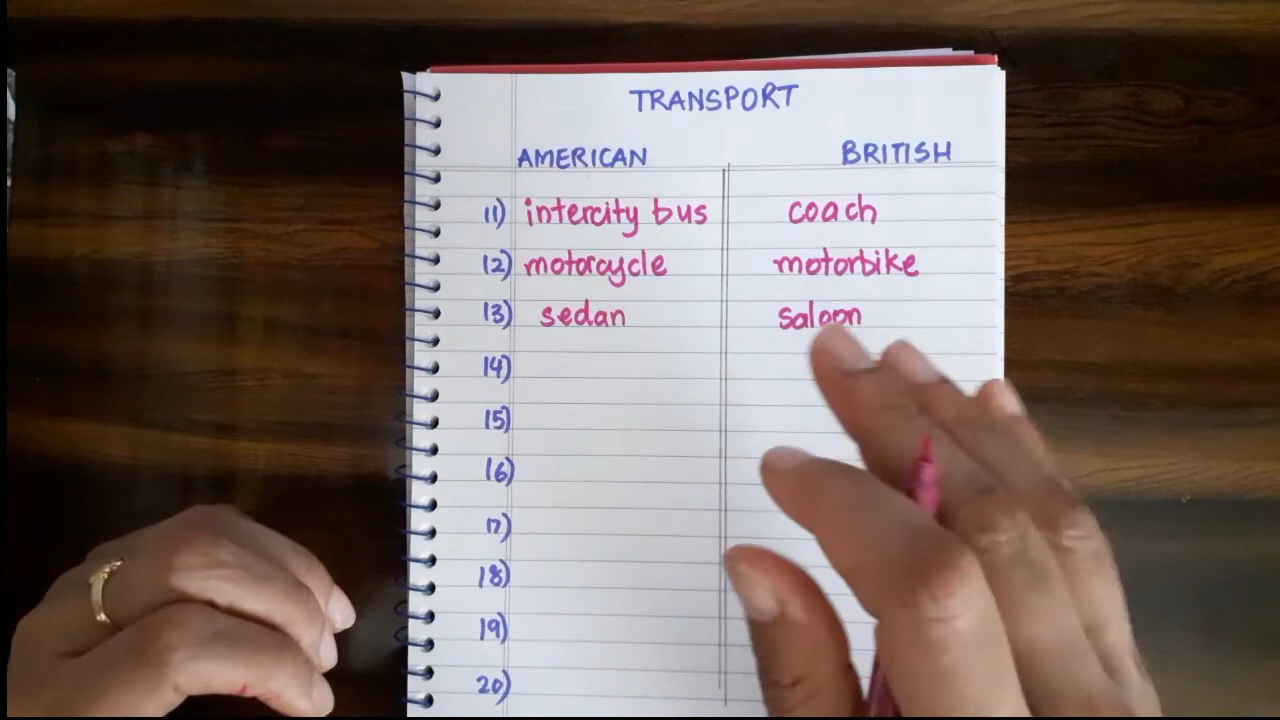 TRANSPORT
AMERICAN BRITISH
11) intercity bus coach
12) motorcycle motorbike
13) sedan saloon
14)
15)
16)
17)
18)
19)
20)